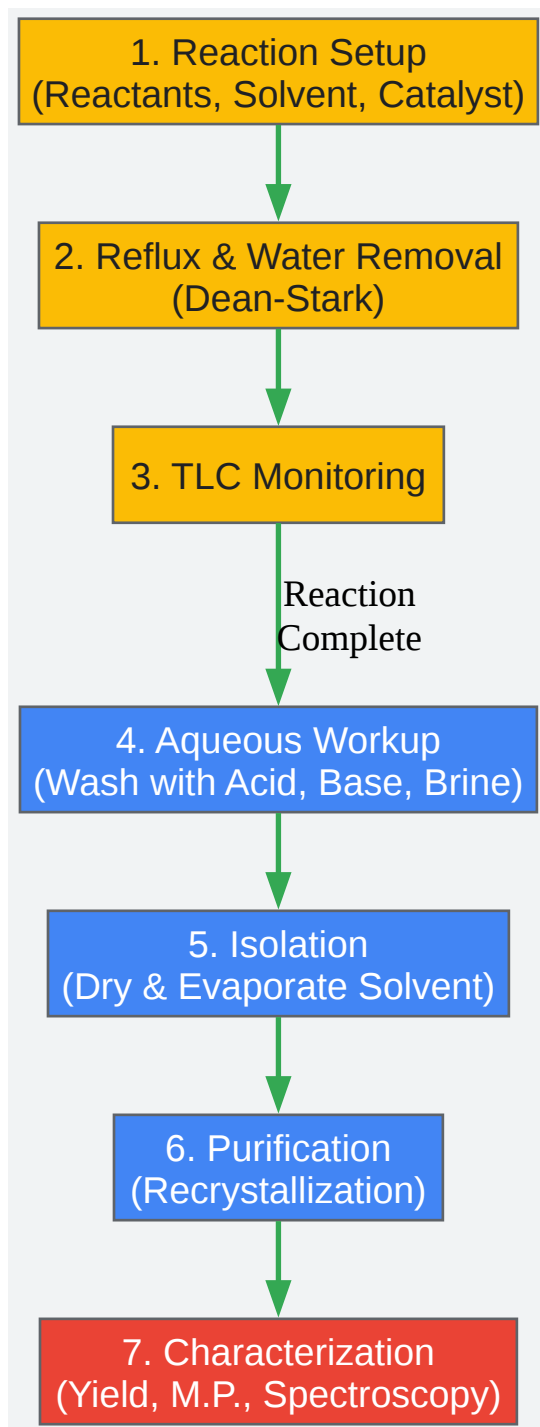 1. Reaction Setup
(Reactants, Solvent, Catalyst)
2. Reflux & Water Removal
(Dean-Stark)
3. TLC Monitoring
Reaction
Complete
4. Aqueous Workup
(Wash with Acid, Base, Brine)
5. Isolation
(Dry & Evaporate Solvent)
6. Purification
(Recrystallization)
7. Characterization
(Yield, M.P., Spectroscopy)